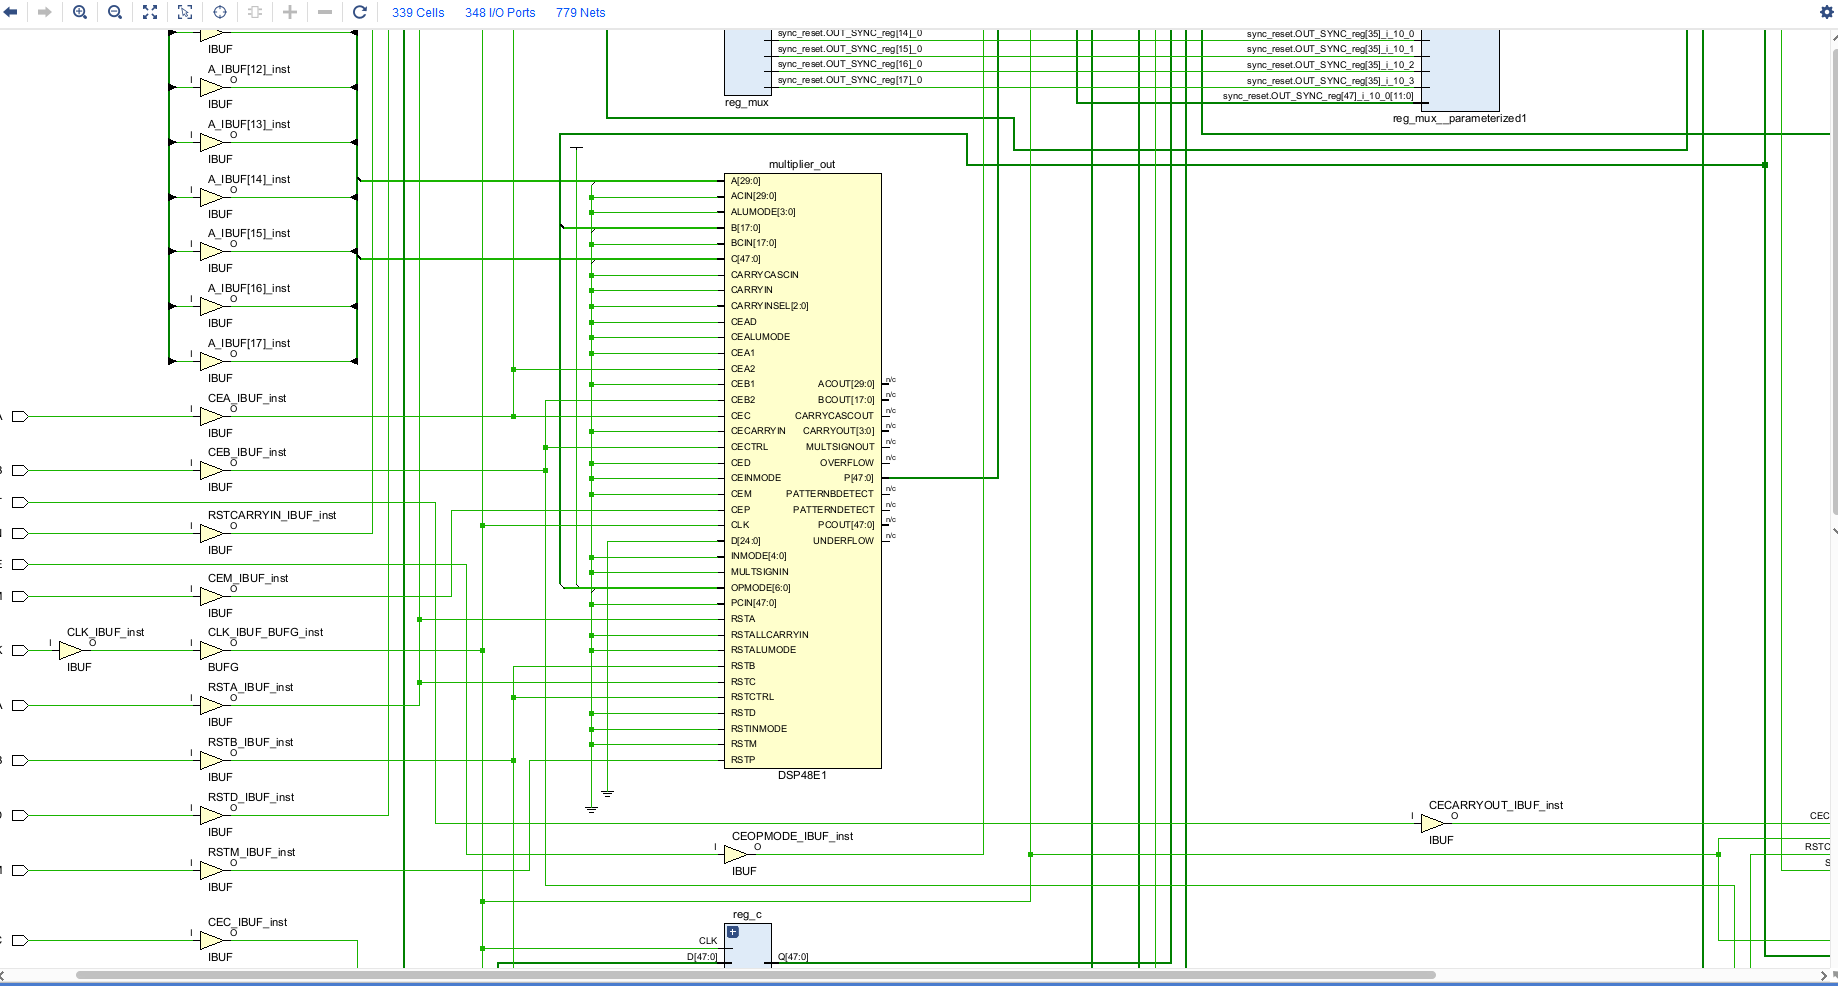 339 Cells 348 I/O Ports 779 Nets
IBUF
A_IBUF[12]_inst
I O
IBUF
A_IBUF[13]_inst
I O
IBUF
A_IBUF[14]_inst
I O
IBUF
A_IBUF[15]_inst
I O
IBUF
A_IBUF[16]_inst
I O
IBUF
A_IBUF[17]_inst
I O
IBUF
CEA_IBUF_inst
I O
IBUF
CEB_IBUF_inst
I O
IBUF
RSTCARRYIN_IBUF_inst
I O
IBUF
CEM_IBUF_inst
I O
IBUF
CLK_IBUF_inst
I O
IBUF
CLK_IBUF_BUFG_inst
I O
BUFG
RSTA_IBUF_inst
I O
IBUF
RSTB_IBUF_inst
I O
IBUF
RSTD_IBUF_inst
I O
IBUF
RSTM_IBUF_inst
I O
IBUF
CEC_IBUF_inst
I O
IBUF
sync_reset.OUT_SYNC_reg[14]_0
sync_reset.OUT_SYNC_reg[15]_0
sync_reset.OUT_SYNC_reg[16]_0
sync_reset.OUT_SYNC_reg[17]_0
reg_mux
sync_reset.OUT_SYNC_reg[35]_i_10_0
sync_reset.OUT_SYNC_reg[35]_i_10_1
sync_reset.OUT_SYNC_reg[35]_i_10_2
sync_reset.OUT_SYNC_reg[35]_i_10_3
sync_reset.OUT_SYNC_reg[47]_i_10_0[11:0]
reg_mux__parameterized1
multiplier_out
A[29:0]
ACIN[29:0]
ALUMODE[3:0]
B[17:0]
BCIN[17:0]
C[47:0]
CARRYCASCIN
CARRYIN
CARRYINSEL[2:0]
CEAD
CEALUMODE
CEA1
CEA2
CEB1 ACOUT[29:0] n/c
CEB2 BCOUT[17:0] n/c
CEC CARRYCASCOUT n/c
CECARRYIN CARRYOUT[3:0] n/c
CECTRL MULTSIGNOUT n/c
CED OVERFLOW n/c
CEINMODE P[47:0]
CEM PATTERNBDETECT n/c
CEP PATTERNDETECT n/c
CLK PCOUT[47:0] n/c
D[24:0] UNDERFLOW n/c
INMODE[4:0]
MULTSIGNIN
OPMODE[6:0]
PCIN[47:0]
RSTA
RSTALLCARRYIN
RSTALUMODE
RSTB
RSTC
RSTCTRL
RSTD
RSTINMODE
RSTM
RSTP
DSP48E1
CEOPMODE_IBUF_inst
I O
IBUF
CECARRYOUT_IBUF_inst
I O
IBUF
CEC
RSTC
S
reg_c
CLK
D[47:0] Q[47:0]